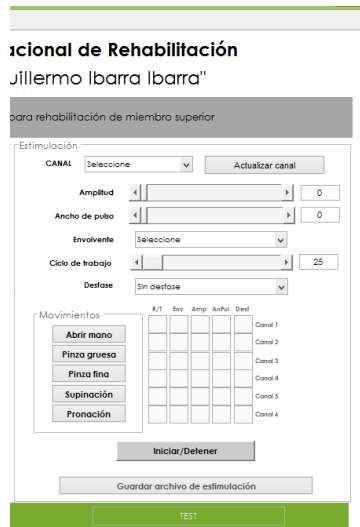 acional de Rehabilitación
uillermo Ibarra Ibarra"
para rehabilitación de miembro superior
Estimulación
CANAL Seleccione Actualizar canal
Amplitud 0
Ancho de pulso 0
Envolvente Seleccione
Ciclo de trabajo 25
Desfase Sin desfase
Movimientos R/T Env Amp AnPul Desf
Abrir mano Canal 1
Pinza gruesa Canal 2
Pinza fina Canal 3
Supinación Canal 4
Pronación Canal 5
Canal 6
Iniciar/Detener
Guardar archivo de estimulación
TEST